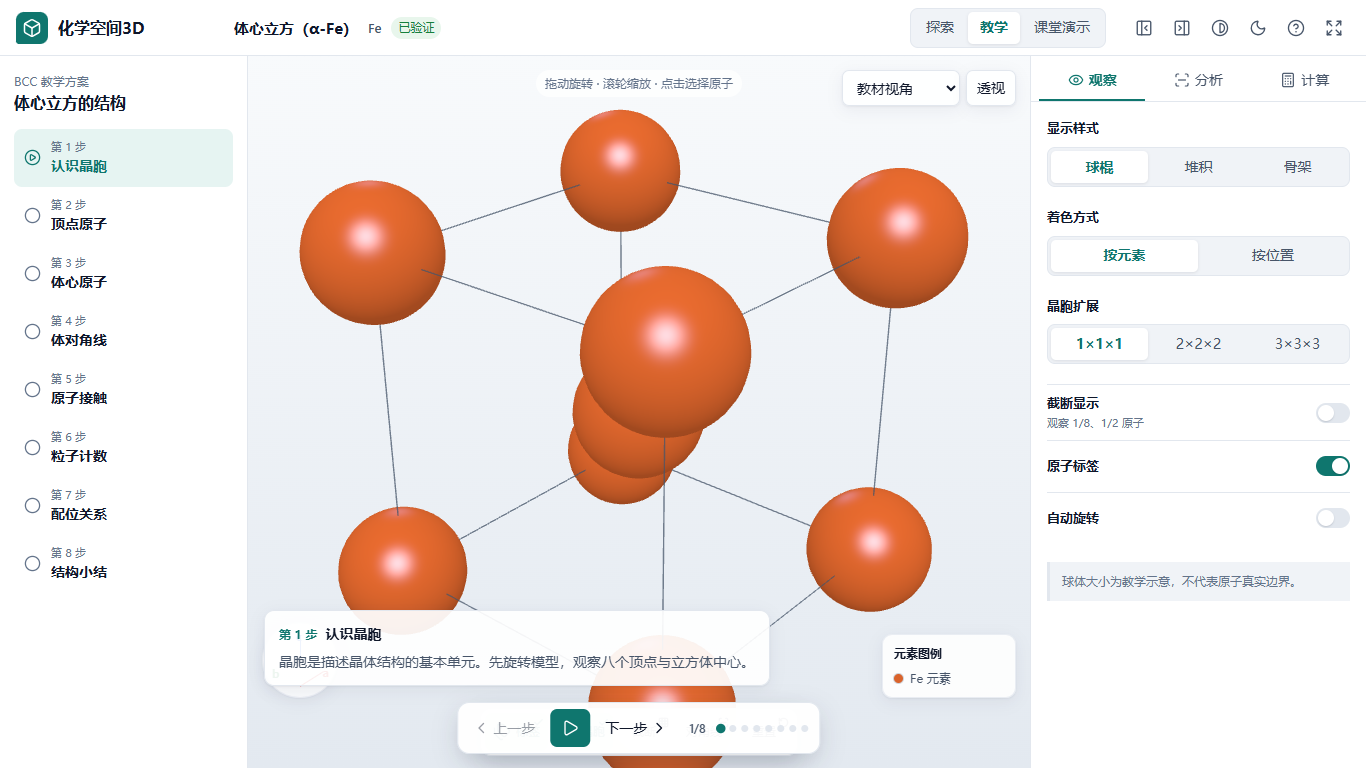 化学空间3D
体心立方（α-Fe） Fe 已验证
探索 教学 课堂演示
BCC 教学方案
体心立方的结构
第 1 步
认识晶胞
第 2 步
顶点原子
第 3 步
体心原子
第 4 步
体对角线
第 5 步
原子接触
第 6 步
粒子计数
第 7 步
配位关系
第 8 步
结构小结
拖动旋转 · 滚轮缩放 · 点击选择原子
教材视角 透视
第 1 步 认识晶胞
晶胞是描述晶体结构的基本单元。先旋转模型，观察八个顶点与立方体中心。
元素图例
Fe 元素
上一步 下一步 1/8
观察 分析 计算
显示样式
球棍 堆积 骨架
着色方式
按元素 按位置
晶胞扩展
1×1×1 2×2×2 3×3×3
截断显示
观察 1/8、1/2 原子
原子标签
自动旋转
球体大小为教学示意，不代表原子真实边界。